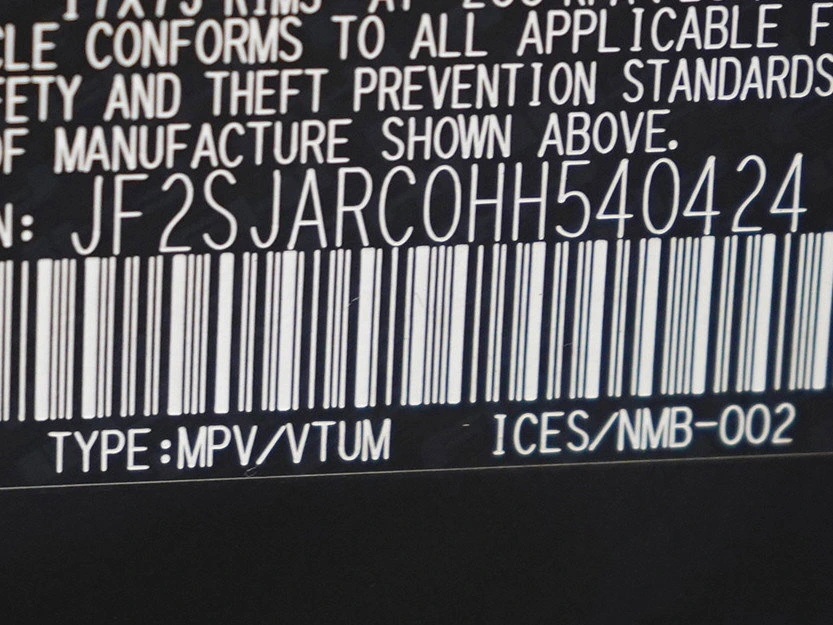 CLE CONFORMS TO ALL APPLICABLE F
FETY AND THEFT PREVENTION STANDARDS
OF MANUFACTURE SHOWN ABOVE.
N: JF2SJARC0HH540424
TYPE:MPV/VTUM ICES/NMB-002